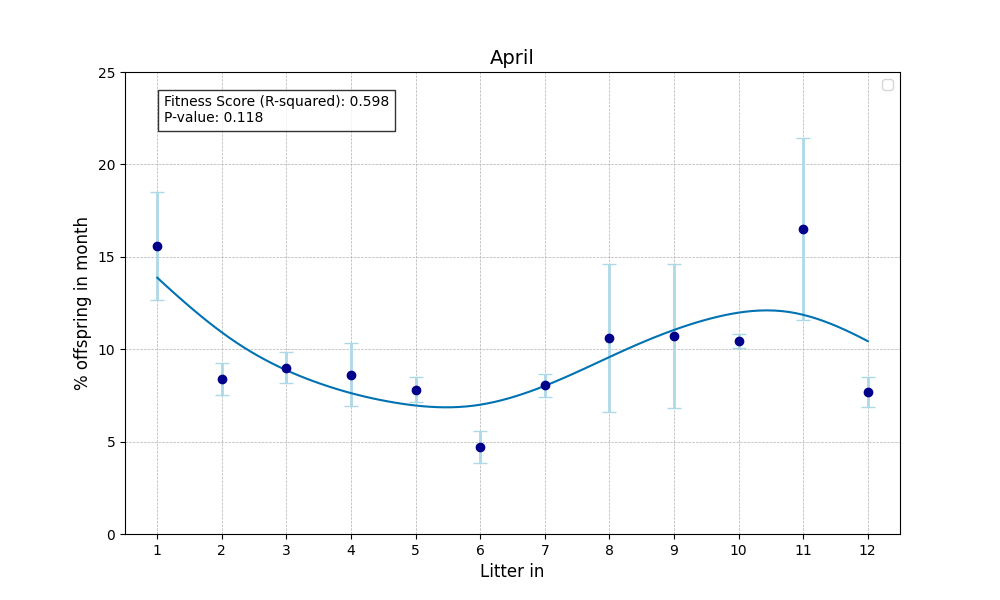 April
Fitness Score (R-squared): 0.598
P-value: 0.118
25
20
15
10
5
0
% offspring in month
1 2 3 4 5 6 7 8 9 10 11 12
Litter in